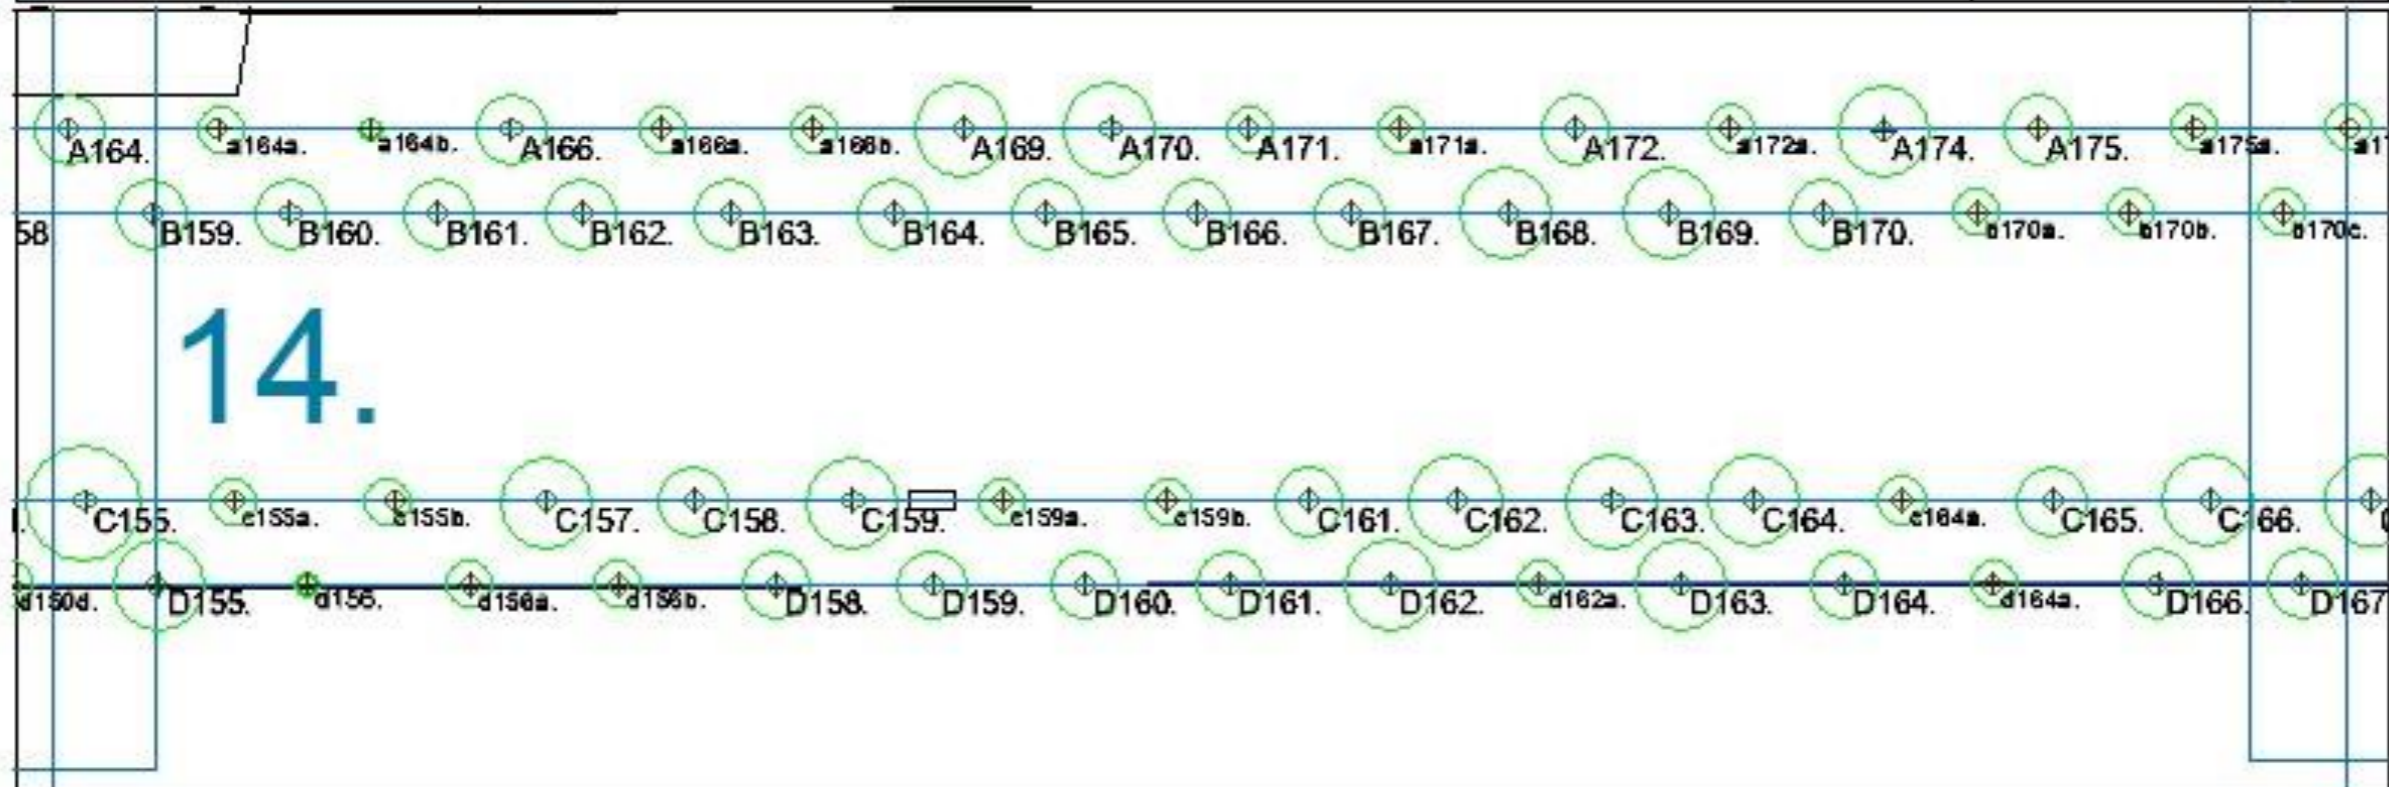 A164. a164a. a164b. A166. a166a. a166b. A169. A170. A171. a171a. A172. a172a. A174. A175. a175a.
58 B159. B160. B161. B162. B163. B164. B165. B166. B167. B168. B169. B170. b170a. b170b. b170c.
14.
C155. c155a. c155b. C157. C158. C159. c159a. c159b. C161. C162. C163. C164. c164a. C165. C166.
d150d. D155. d156. d156a. d156b. D158. D159. D160. D161. D162. d162a. D163. D164. d164a. D166. D167